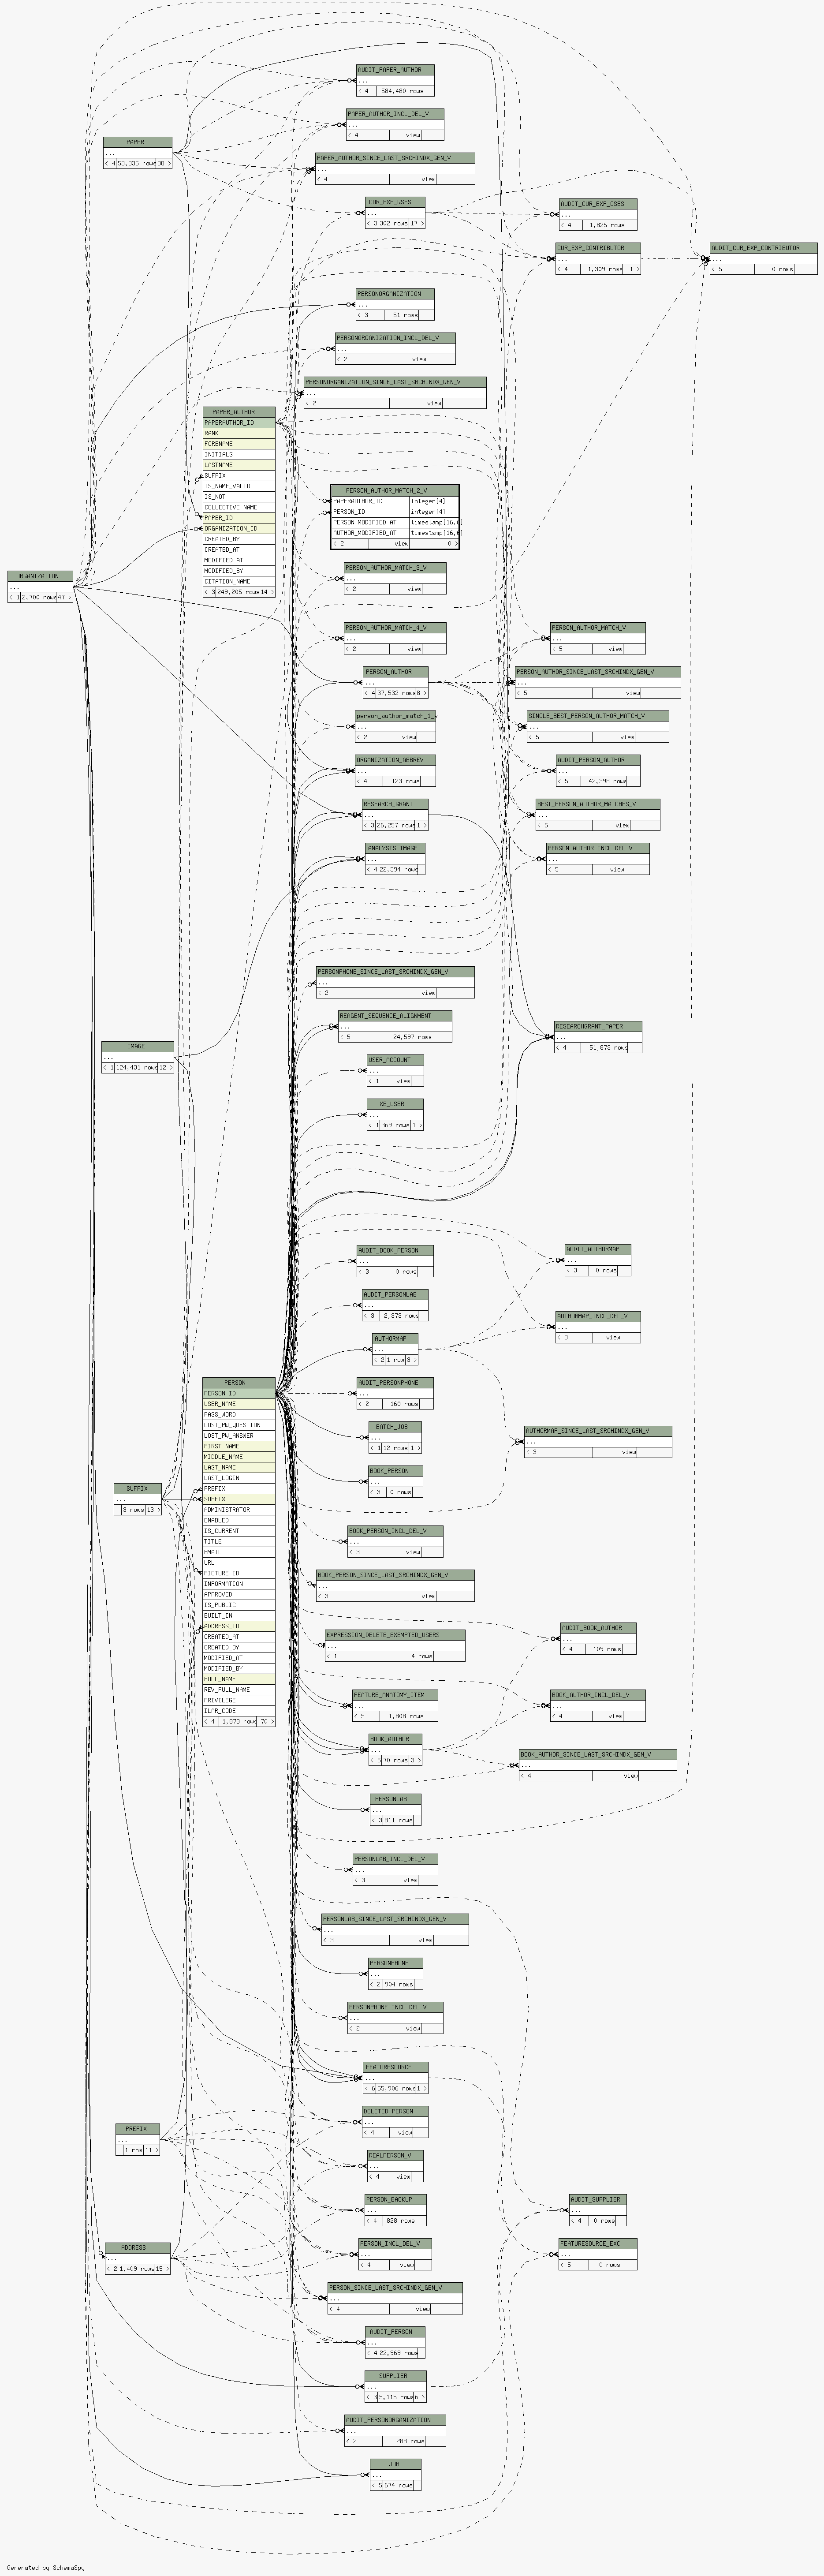 AUDIT_PAPER_AUTHOR
...
< 4 584,480 rows
PAPER_AUTHOR_INCL_DEL_V
...
< 4 view
PAPER
...
< 4 53,335 rows 38 >
PAPER_AUTHOR_SINCE_LAST_SRCHINDX_GEN_V
...
< 4 view
CUR_EXP_GSES
...
< 3 302 rows 17 >
AUDIT_CUR_EXP_GSES
...
< 4 1,825 rows
CUR_EXP_CONTRIBUTOR
...
< 4 1,309 rows 1 >
AUDIT_CUR_EXP_CONTRIBUTOR
...
< 5 0 rows
PERSONORGANIZATION
...
< 3 51 rows
PERSONORGANIZATION_INCL_DEL_V
...
< 2 view
PERSONORGANIZATION_SINCE_LAST_SRCHINDX_GEN_V
...
< 2 view
PAPER_AUTHOR
PAPERAUTHOR_ID
RANK
FORENAME
INITIALS
LASTNAME
SUFFIX
IS_NAME_VALID
IS_NOT
COLLECTIVE_NAME
PAPER_ID
ORGANIZATION_ID
CREATED_BY
CREATED_AT
MODIFIED_AT
MODIFIED_BY
CITATION_NAME
< 3 249,205 rows 14 >
PERSON_AUTHOR_MATCH_2_V
PAPERAUTHOR_ID integer[4]
PERSON_ID integer[4]
PERSON_MODIFIED_AT timestamp[16,6]
AUTHOR_MODIFIED_AT timestamp[16,6]
< 2 view 0 >
PERSON_AUTHOR_MATCH_3_V
...
< 2 view
ORGANIZATION
...
< 1 2,700 rows 47 >
PERSON_AUTHOR_MATCH_4_V
...
< 2 view
PERSON_AUTHOR_MATCH_V
...
< 5 view
PERSON_AUTHOR
...
< 4 37,532 rows 8 >
PERSON_AUTHOR_SINCE_LAST_SRCHINDX_GEN_V
...
< 5 view
person_author_match_1_v
...
< 2 view
SINGLE_BEST_PERSON_AUTHOR_MATCH_V
...
< 5 view
ORGANIZATION_ABBREV
...
< 4 123 rows
AUDIT_PERSON_AUTHOR
...
< 5 42,398 rows
RESEARCH_GRANT
...
< 3 26,257 rows 1 >
BEST_PERSON_AUTHOR_MATCHES_V
...
< 5 view
ANALYSIS_IMAGE
...
< 4 22,394 rows
PERSON_AUTHOR_INCL_DEL_V
...
< 5 view
PERSONPHONE_SINCE_LAST_SRCHINDX_GEN_V
...
< 2 view
REAGENT_SEQUENCE_ALIGNMENT
...
< 5 24,597 rows
RESEARCHGRANT_PAPER
...
< 4 51,873 rows
IMAGE
...
< 1 124,431 rows 12 >
USER_ACCOUNT
...
< 1 view
XB_USER
...
< 1 369 rows 1 >
AUDIT_BOOK_PERSON
...
< 3 0 rows
AUDIT_AUTHORMAP
...
< 3 0 rows
AUDIT_PERSONLAB
...
< 3 2,373 rows
AUTHORMAP_INCL_DEL_V
...
< 3 view
AUTHORMAP
...
< 2 1 row 3 >
AUDIT_PERSONPHONE
...
< 2 160 rows
BATCH_JOB
...
< 1 12 rows 1 >
AUTHORMAP_SINCE_LAST_SRCHINDX_GEN_V
...
< 3 view
BOOK_PERSON
...
< 3 0 rows
PERSON
PERSON_ID
USER_NAME
PASS_WORD
LOST_PW_QUESTION
LOST_PW_ANSWER
FIRST_NAME
MIDDLE_NAME
LAST_NAME
LAST_LOGIN
PREFIX
SUFFIX
ADMINISTRATOR
ENABLED
IS_CURRENT
TITLE
EMAIL
URL
PICTURE_ID
INFORMATION
APPROVED
IS_PUBLIC
BUILT_IN
ADDRESS_ID
CREATED_AT
CREATED_BY
MODIFIED_AT
MODIFIED_BY
FULL_NAME
REV_FULL_NAME
PRIVILEGE
ILAR_CODE
< 4 1,873 rows 70 >
SUFFIX
...
3 rows 13 >
BOOK_PERSON_INCL_DEL_V
...
< 3 view
BOOK_PERSON_SINCE_LAST_SRCHINDX_GEN_V
...
< 3 view
EXPRESSION_DELETE_EXEMPTED_USERS
...
< 1 4 rows
AUDIT_BOOK_AUTHOR
...
< 4 109 rows
FEATURE_ANATOMY_ITEM
...
< 5 1,808 rows
BOOK_AUTHOR_INCL_DEL_V
...
< 4 view
BOOK_AUTHOR
...
< 5 70 rows 3 >
BOOK_AUTHOR_SINCE_LAST_SRCHINDX_GEN_V
...
< 4 view
PERSONLAB
...
< 3 811 rows
PERSONLAB_INCL_DEL_V
...
< 3 view
PERSONLAB_SINCE_LAST_SRCHINDX_GEN_V
...
< 3 view
PERSONPHONE
...
< 2 904 rows
PERSONPHONE_INCL_DEL_V
...
< 2 view
FEATURESOURCE
...
< 6 55,906 rows 1 >
DELETED_PERSON
...
< 4 view
PREFIX
...
1 row 11 >
REALPERSON_V
...
< 4 view
PERSON_BACKUP
...
< 4 828 rows
AUDIT_SUPPLIER
...
< 4 0 rows
PERSON_INCL_DEL_V
...
< 4 view
FEATURESOURCE_EXC
...
< 5 0 rows
ADDRESS
...
< 2 1,409 rows 15 >
PERSON_SINCE_LAST_SRCHINDX_GEN_V
...
< 4 view
AUDIT_PERSON
...
< 4 22,969 rows
SUPPLIER
...
< 3 5,115 rows 6 >
AUDIT_PERSONORGANIZATION
...
< 2 288 rows
JOB
...
< 5 674 rows
Generated by SchemaSpy